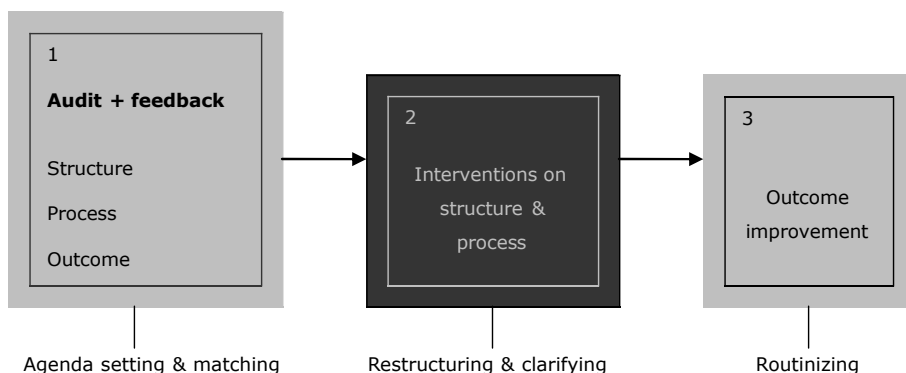 1
Audit + feedback
Structure
Process
Outcome
2
Interventions on
structure &
process
3
Outcome
improvement
Agenda setting & matching
Restructuring & clarifying
Routinizing